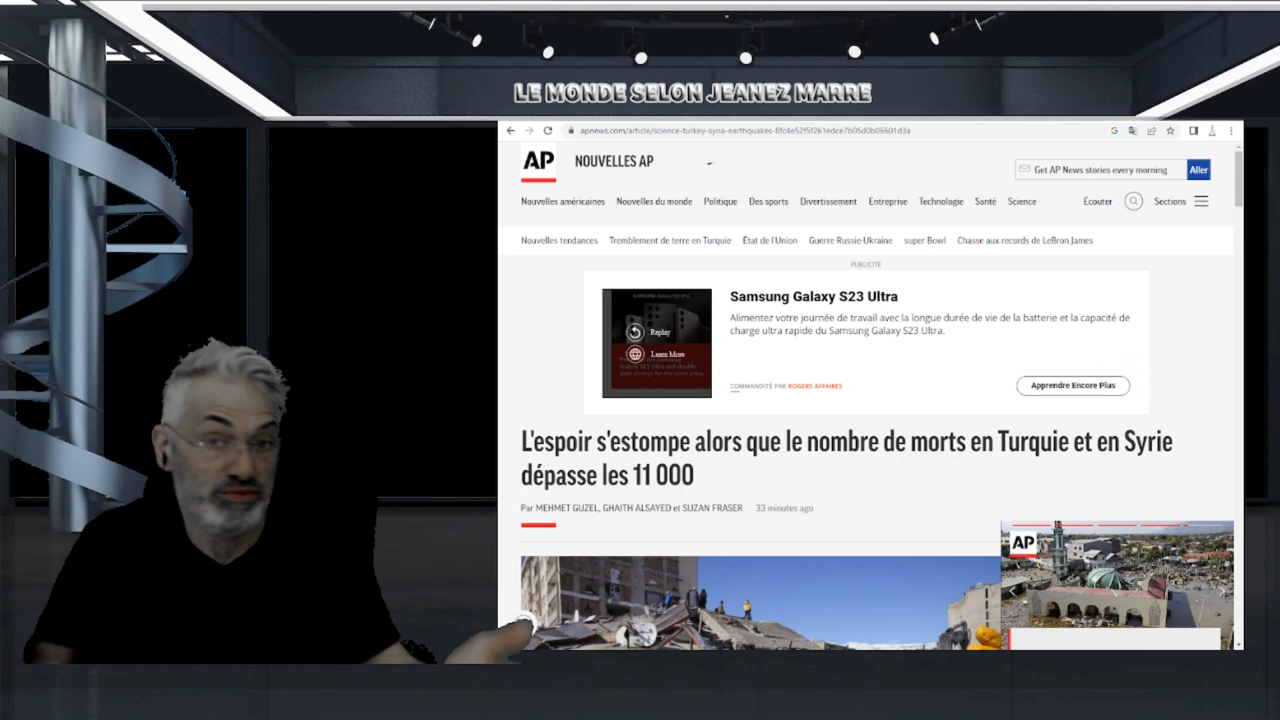 LE MONDE SELON JEANEZ MARRE
apnews.com/article/science-turkey-syria-earthquakes-8fc4e52f5f261edce7b05d0b06601d3a
AP NOUVELLES AP
Get AP News stories every morning Aller
Nouvelles américaines Nouvelles du monde Politique Des sports Divertissement Entreprise Technologie Santé Science Écouter Sections
Nouvelles tendances Tremblement de terre en Turquie État de l'Union Guerre Russie-Ukraine super Bowl Chasse aux records de LeBron James
PUBLICITÉ
Samsung Galaxy S23 Ultra
Alimentez votre journée de travail avec la longue durée de vie de la batterie et la capacité de
charge ultra rapide du Samsung Galaxy S23 Ultra.
Replay
Learn More
COMMANDITÉ PAR ROGERS AFFAIRES
Apprendre Encore Plus
L'espoir s'estompe alors que le nombre de morts en Turquie et en Syrie
dépasse les 11 000
Par MEHMET GUZEL, GHAITH ALSAYED et SUZAN FRASER 33 minutes ago
AP